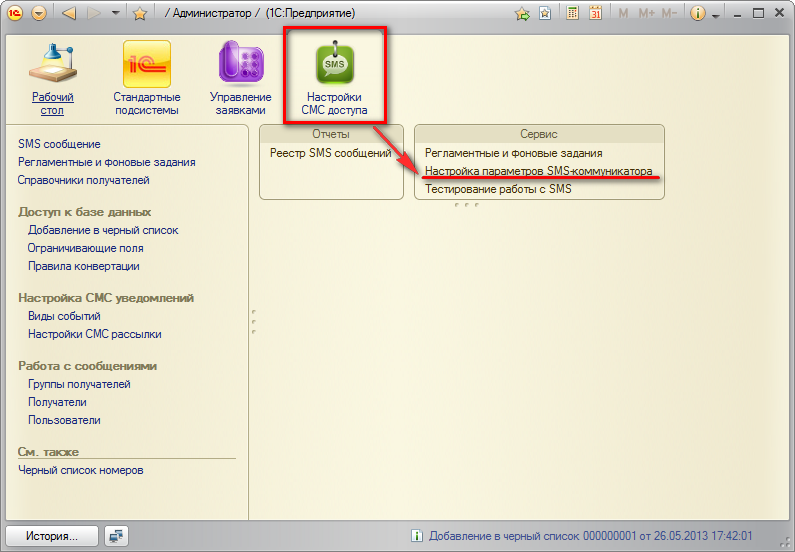 / Администратор / (1С:Предприятие)
31 M M+ M−
1С
SMS
Рабочий
стол
Стандартные
подсистемы
Управление
заявками
Настройки
СМС доступа
SMS сообщение
Регламентные и фоновые задания
Справочники получателей
Доступ к базе данных
Добавление в черный список
Ограничивающие поля
Правила конвертации
Настройка СМС уведомлений
Виды событий
Настройки СМС рассылки
Работа с сообщениями
Группы получателей
Получатели
Пользователи
См. также
Черный список номеров
Отчеты
Реестр SMS сообщений
Сервис
Регламентные и фоновые задания
Настройка параметров SMS-коммуникатора
Тестирование работы с SMS
История...
Добавление в черный список 000000001 от 26.05.2013 17:42:01